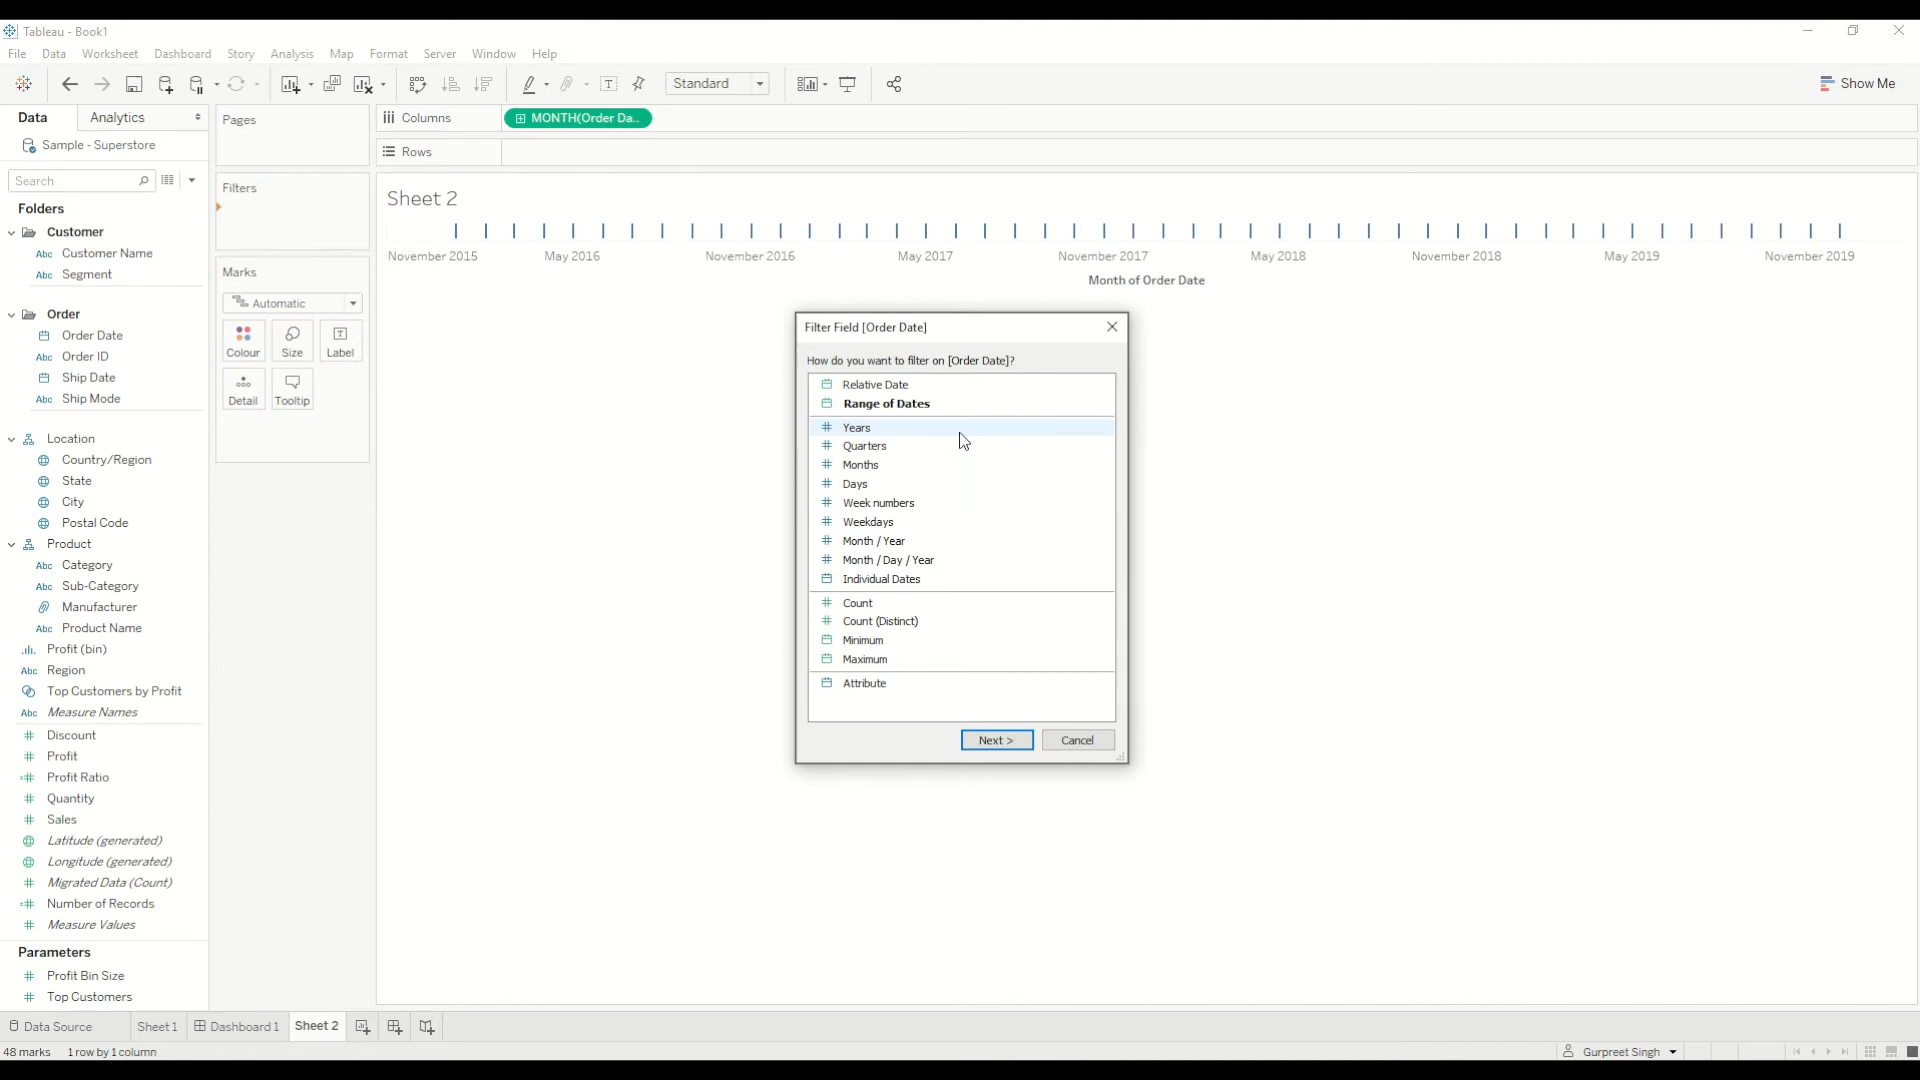 Tableau - Book1
File Data Worksheet Dashboard Story Analysis Map Format Server Window Help
Standard
Show Me
Data Analytics
Sample - Superstore
Search
Folders
Customer
Abc Customer Name
Abc Segment
Order
Order Date
Abc Order ID
Ship Date
Abc Ship Mode
Location
Country/Region
State
City
Postal Code
Product
Abc Category
Abc Sub-Category
Manufacturer
Abc Product Name
Profit (bin)
Abc Region
Top Customers by Profit
Abc Measure Names
# Discount
# Profit
=# Profit Ratio
# Quantity
# Sales
Latitude (generated)
Longitude (generated)
# Migrated Data (Count)
=# Number of Records
# Measure Values
Parameters
# Profit Bin Size
# Top Customers
Pages
Filters
Marks
Automatic
Colour Size Label
Detail Tooltip
Columns MONTH(Order Da..
Rows
Sheet 2
November 2015 May 2016 November 2016 May 2017 November 2017 May 2018 November 2018 May 2019 November 2019
Month of Order Date
Filter Field [Order Date]
How do you want to filter on [Order Date]?
Relative Date
Range of Dates
# Years
# Quarters
# Months
# Days
# Week numbers
# Weekdays
# Month / Year
# Month / Day / Year
Individual Dates
# Count
# Count (Distinct)
Minimum
Maximum
Attribute
Next > Cancel
Data Source Sheet 1 Dashboard 1 Sheet 2
48 marks 1 row by 1 column
Gurpreet Singh